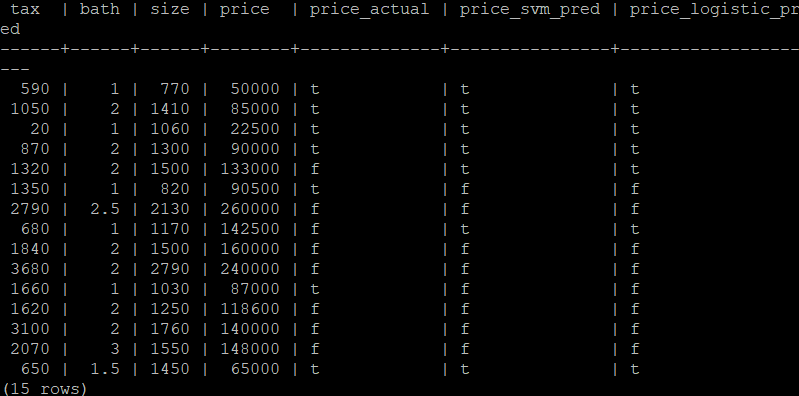 tax  | bath | size | price  | price_actual | price_svm_pred | price_logistic_pr
ed
------+------+------+--------+--------------+----------------+------------------
---
  590 |    1 |  770 |  50000 | t            | t              | t
 1050 |    2 | 1410 |  85000 | t            | t              | t
   20 |    1 | 1060 |  22500 | t            | t              | t
  870 |    2 | 1300 |  90000 | t            | t              | t
 1320 |    2 | 1500 | 133000 | f            | t              | t
 1350 |    1 |  820 |  90500 | t            | f              | f
 2790 |  2.5 | 2130 | 260000 | f            | f              | f
  680 |    1 | 1170 | 142500 | f            | t              | t
 1840 |    2 | 1500 | 160000 | f            | f              | f
 3680 |    2 | 2790 | 240000 | f            | f              | f
 1660 |    1 | 1030 |  87000 | t            | f              | f
 1620 |    2 | 1250 | 118600 | f            | f              | f
 3100 |    2 | 1760 | 140000 | f            | f              | f
 2070 |    3 | 1550 | 148000 | f            | f              | f
  650 |  1.5 | 1450 |  65000 | t            | t              | t
(15 rows)